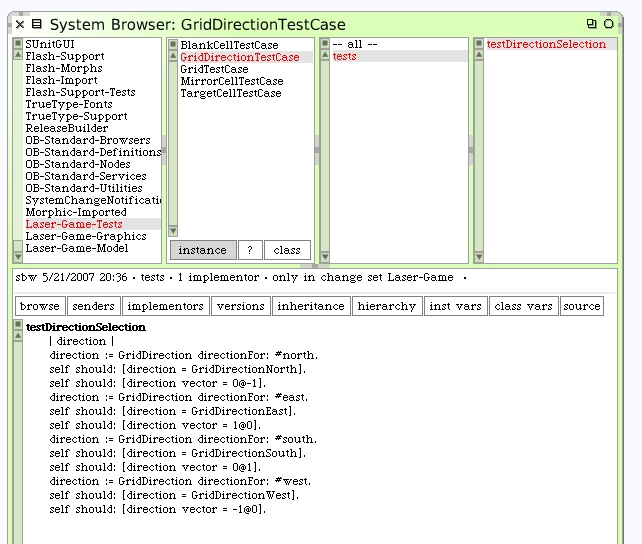 System Browser: GridDirectionTestCase
SUnitGUI
Flash-Support
Flash-Morphs
Flash-Import
Flash-Support-Tests
TrueType-Fonts
TrueType-Support
ReleaseBuilder
OB-Standard-Browsers
OB-Standard-Definitions
OB-Standard-Nodes
OB-Standard-Services
OB-Standard-Utilities
SystemChangeNotificati
Morphic-Imported
Laser-Game-Tests
Laser-Game-Graphics
Laser-Game-Model
BlankCellTestCase
GridDirectionTestCase
GridTestCase
MirrorCellTestCase
TargetCellTestCase
instance ? class
-- all --
tests
testDirectionSelection
sbw 5/21/2007 20:36 · tests · 1 implementor · only in change set Laser-Game ·
browse senders implementors versions inheritance hierarchy inst vars class vars source
testDirectionSelection
| direction |
direction := GridDirection directionFor: #north.
self should: [direction = GridDirectionNorth].
self should: [direction vector = 0@-1].
direction := GridDirection directionFor: #east.
self should: [direction = GridDirectionEast].
self should: [direction vector = 1@0].
direction := GridDirection directionFor: #south.
self should: [direction = GridDirectionSouth].
self should: [direction vector = 0@1].
direction := GridDirection directionFor: #west.
self should: [direction = GridDirectionWest].
self should: [direction vector = -1@0].